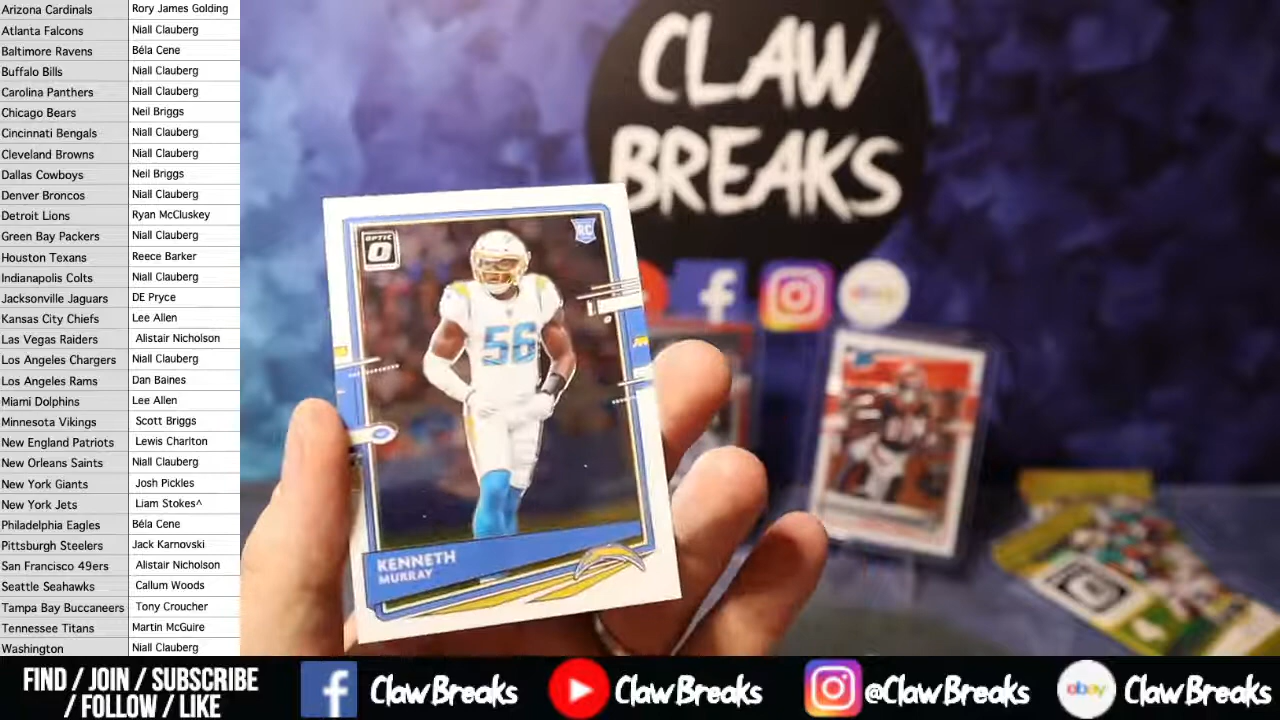 Arizona Cardinals Rory James Golding
Atlanta Falcons Niall Clauberg
Baltimore Ravens Béla Cene
Buffalo Bills Niall Clauberg
Carolina Panthers Niall Clauberg
Chicago Bears Neil Briggs
Cincinnati Bengals Niall Clauberg
Cleveland Browns Niall Clauberg
Dallas Cowboys Neil Briggs
Denver Broncos Niall Clauberg
Detroit Lions Ryan McCluskey
Green Bay Packers Niall Clauberg
Houston Texans Reece Barker
Indianapolis Colts Niall Clauberg
Jacksonville Jaguars DE Pryce
Kansas City Chiefs Lee Allen
Las Vegas Raiders Alistair Nicholson
Los Angeles Chargers Niall Clauberg
Los Angeles Rams Dan Baines
Miami Dolphins Lee Allen
Minnesota Vikings Scott Briggs
New England Patriots Lewis Charlton
New Orleans Saints Niall Clauberg
New York Giants Josh Pickles
New York Jets Liam Stokes^
Philadelphia Eagles Béla Cene
Pittsburgh Steelers Jack Karnovski
San Francisco 49ers Alistair Nicholson
Seattle Seahawks Callum Woods
Tampa Bay Buccaneers Tony Croucher
Tennessee Titans Martin McGuire
Washington Niall Clauberg
CLAW
BREAKS
ebay
OPTIC
O
RC
56
KENNETH
MURRAY
FIND / JOIN / SUBSCRIBE
/ FOLLOW / LIKE
ClawBreaks
ClawBreaks
@ClawBreaks
ebay
ClawBreaks